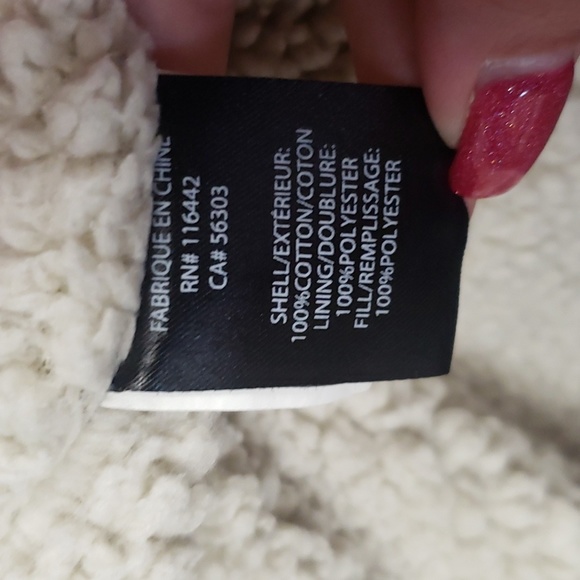 FABRIQUE EN CHINE
RN# 116442
CA# 56303
SHELL/EXTÉRIEUR:
100%COTTON/COTON
LINING/DOUBLURE:
100%POLYESTER
FILL/REMPLISSAGE:
100%POLYESTER